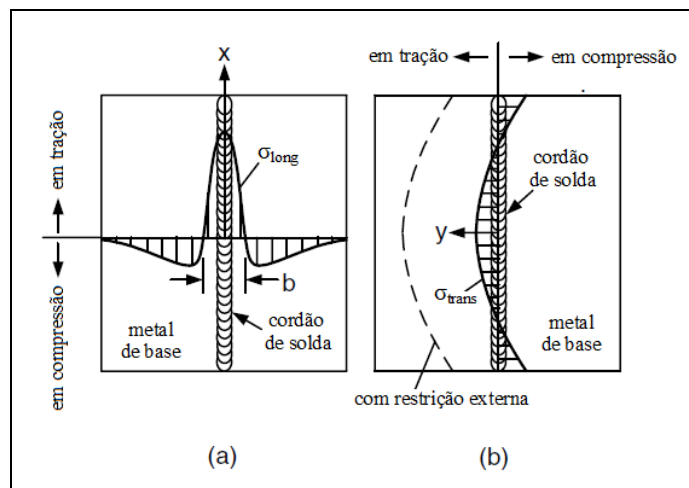 x
em tração
em compressão
σlong
b
cordão
de solda
metal
de base
(a)
em tração
em compressão
cordão
de solda
y
σtrans
metal
de base
com restrição externa
(b)